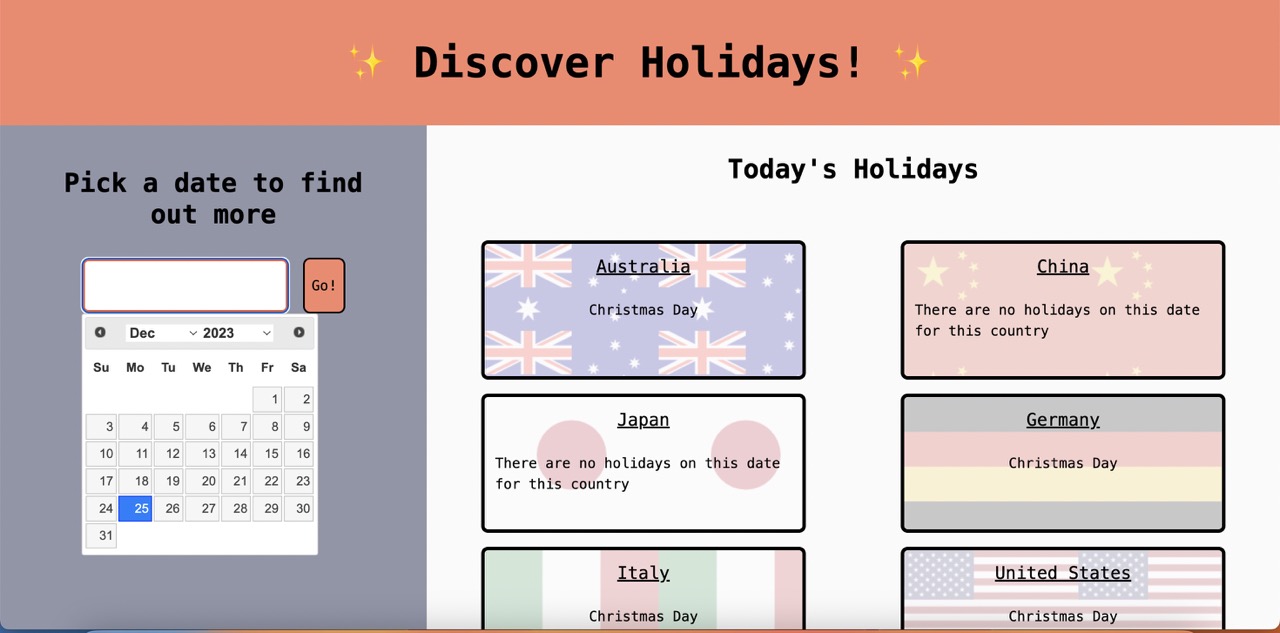 ✨ Discover Holidays! ✨
Pick a date to find
out more
Go!
Dec 2023
Su Mo Tu We Th Fr Sa
1 2
3 4 5 6 7 8 9
10 11 12 13 14 15 16
17 18 19 20 21 22 23
24 25 26 27 28 29 30
31
Today's Holidays
Australia
Christmas Day
China
There are no holidays on this date
for this country
Japan
There are no holidays on this date
for this country
Germany
Christmas Day
Italy
Christmas Day
United States
Christmas Day